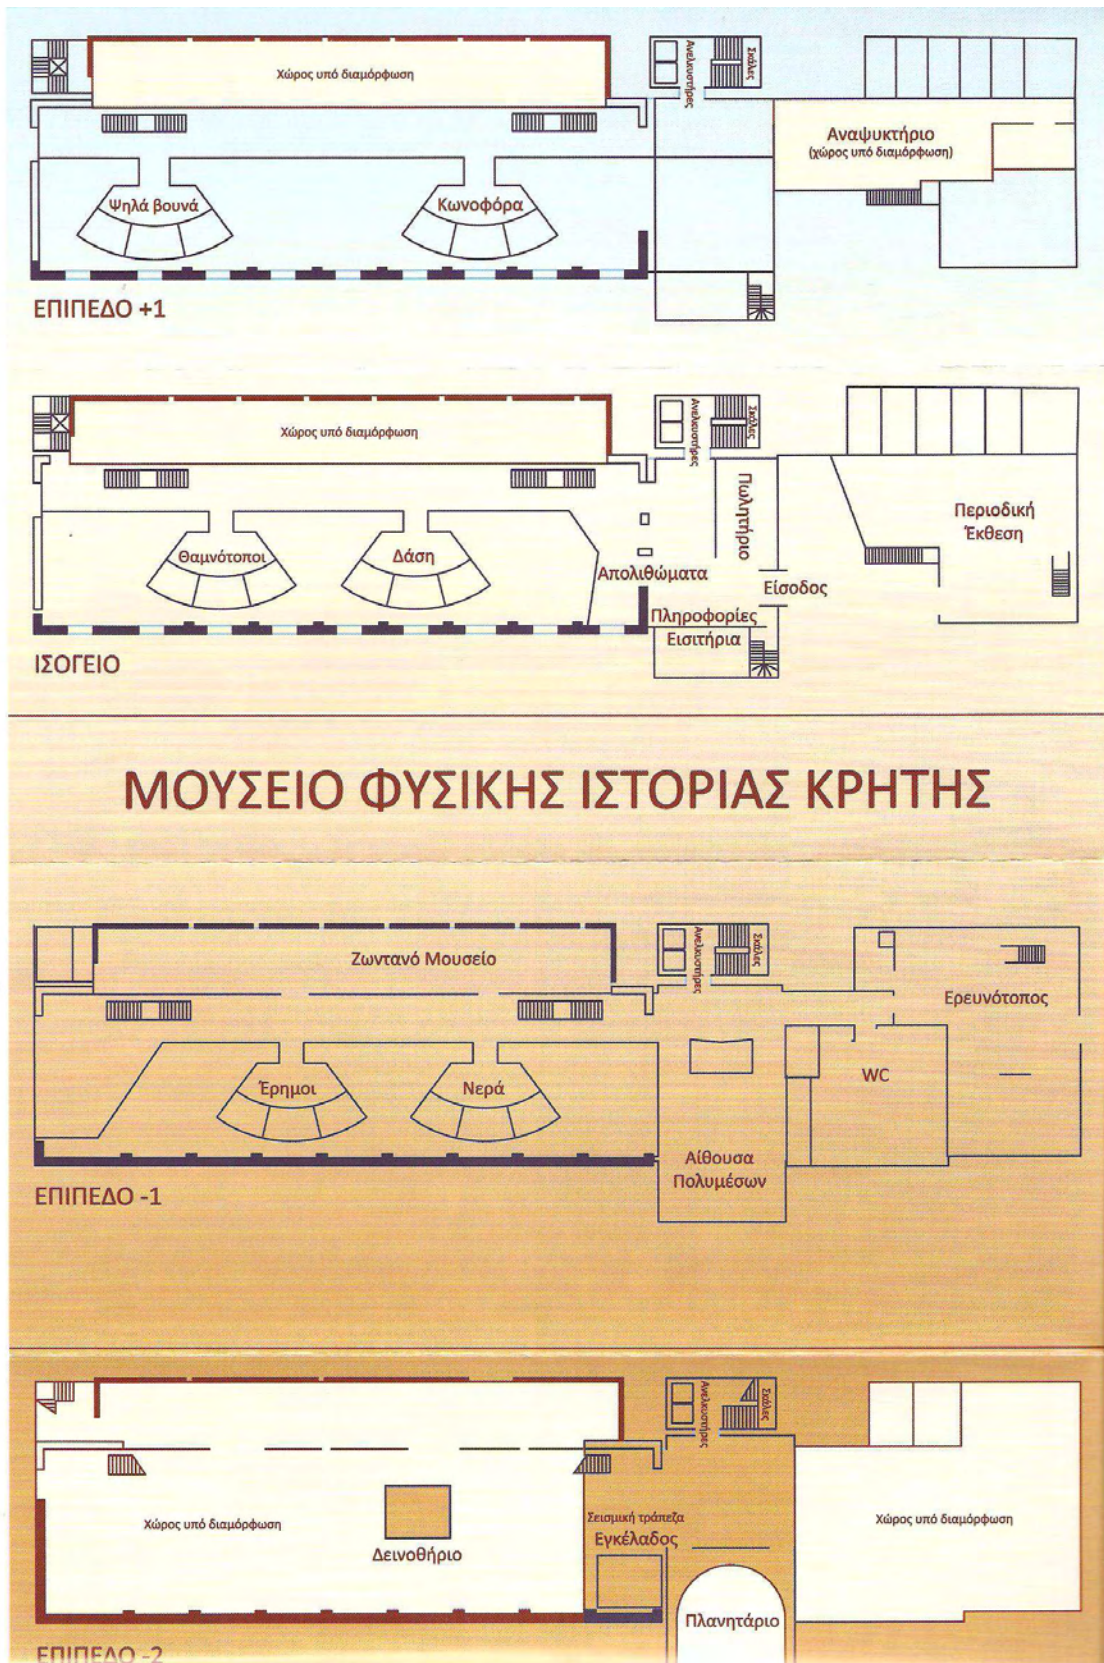 Χώρος υπό διαμόρφωση
Ανελκυστήρες
Σκάλες
Αναψυκτήριο
(χώρος υπό διαμόρφωση)
Ψηλά βουνά
Κωνοφόρα
ΕΠΙΠΕΔΟ +1
Χώρος υπό διαμόρφωση
Ανελκυστήρες
Σκάλες
Πωλητήριο
Περιοδική
Έκθεση
Θαμνότοποι
Δάση
Απολιθώματα
Είσοδος
Πληροφορίες
Εισιτήρια
ΙΣΟΓΕΙΟ
ΜΟΥΣΕΙΟ ΦΥΣΙΚΗΣ ΙΣΤΟΡΙΑΣ ΚΡΗΤΗΣ
Ζωντανό Μουσείο
Ανελκυστήρες
Σκάλες
Ερευνότοπος
Έρημοι
Νερά
WC
Αίθουσα
Πολυμέσων
ΕΠΙΠΕΔΟ -1
Ανελκυστήρες
Σκάλες
Χώρος υπό διαμόρφωση
Δεινοθήριο
Σεισμική τράπεζα
Εγκέλαδος
Χώρος υπό διαμόρφωση
Πλανητάριο
ΕΠΙΠΕΔΟ -2